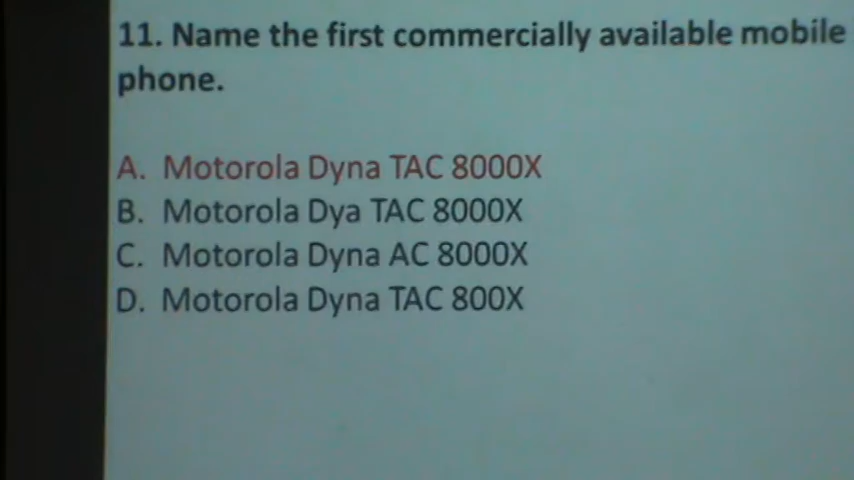 11. Name the first commercially available mobile
phone.
A. Motorola Dyna TAC 8000X
B. Motorola Dya TAC 8000X
C. Motorola Dyna AC 8000X
D. Motorola Dyna TAC 800X